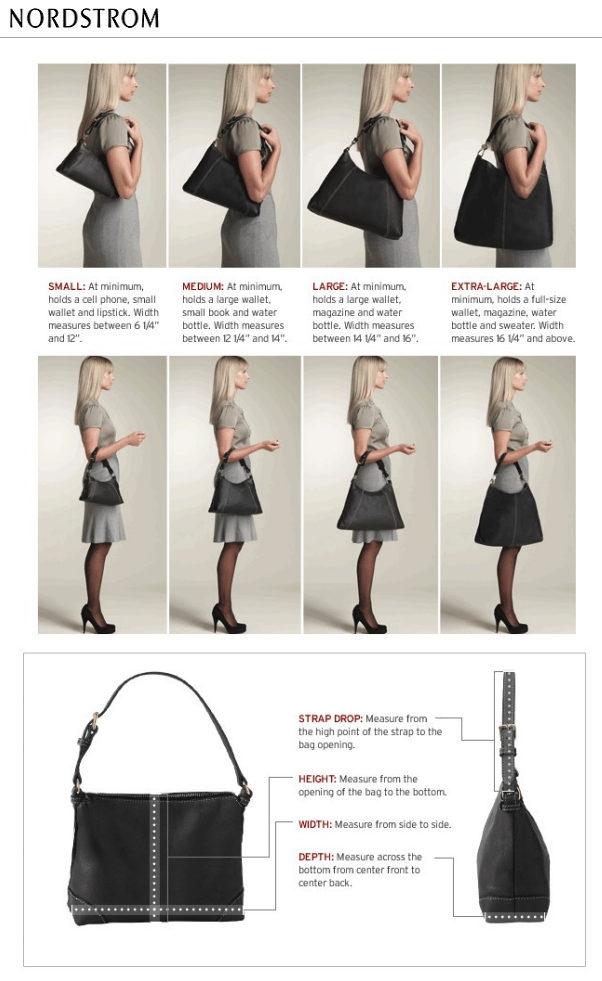 NORDSTROM
SMALL: At minimum,
holds a cell phone, small
wallet and lipstick. Width
measures between 6 1/4"
and 12".
MEDIUM: At minimum,
holds a large wallet,
small book and water
bottle. Width measures
between 12 1/4" and 14".
LARGE: At minimum,
holds a large wallet,
magazine and water
bottle. Width measures
between 14 1/4" and 16".
EXTRA-LARGE: At
minimum, holds a full-size
wallet, magazine, water
bottle and sweater. Width
measures 16 1/4" and above.
STRAP DROP: Measure from
the high point of the strap to the
bag opening.
HEIGHT: Measure from the
opening of the bag to the bottom.
WIDTH: Measure from side to side.
DEPTH: Measure across the
bottom from center front to
center back.